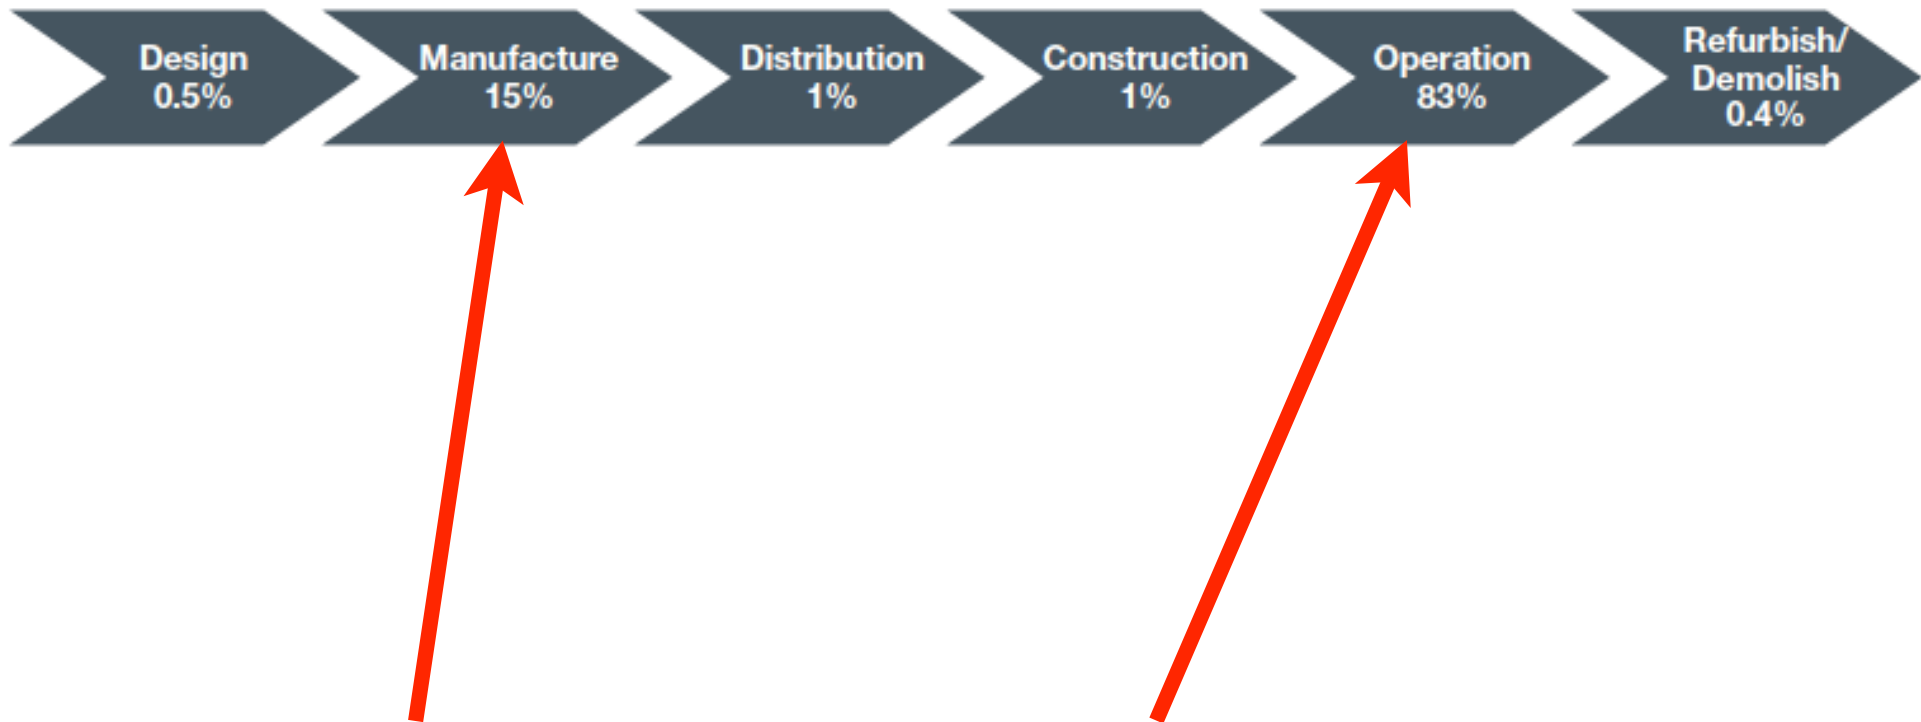 Design
0.5%
Manufacture
15%
Distribution
1%
Construction
1%
Operation
83%
Refurbish/
Demolish
0.4%